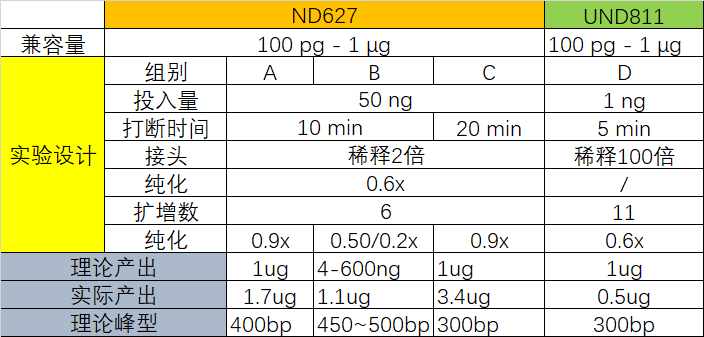 ND627 UND811
兼容量 100 pg - 1 μg 100 pg - 1 μg
实验设计 组别 A B C D
投入量 50 ng 1 ng
打断时间 10 min 20 min 5 min
接头 稀释2倍 稀释100倍
纯化 0.6x /
扩增数 6 11
纯化 0.9x 0.50/0.2x 0.9x 0.6x
理论产出 1ug 4-600ng 1ug 1ug
实际产出 1.7ug 1.1ug 3.4ug 0.5ug
理论峰型 400bp 450~500bp 300bp 300bp